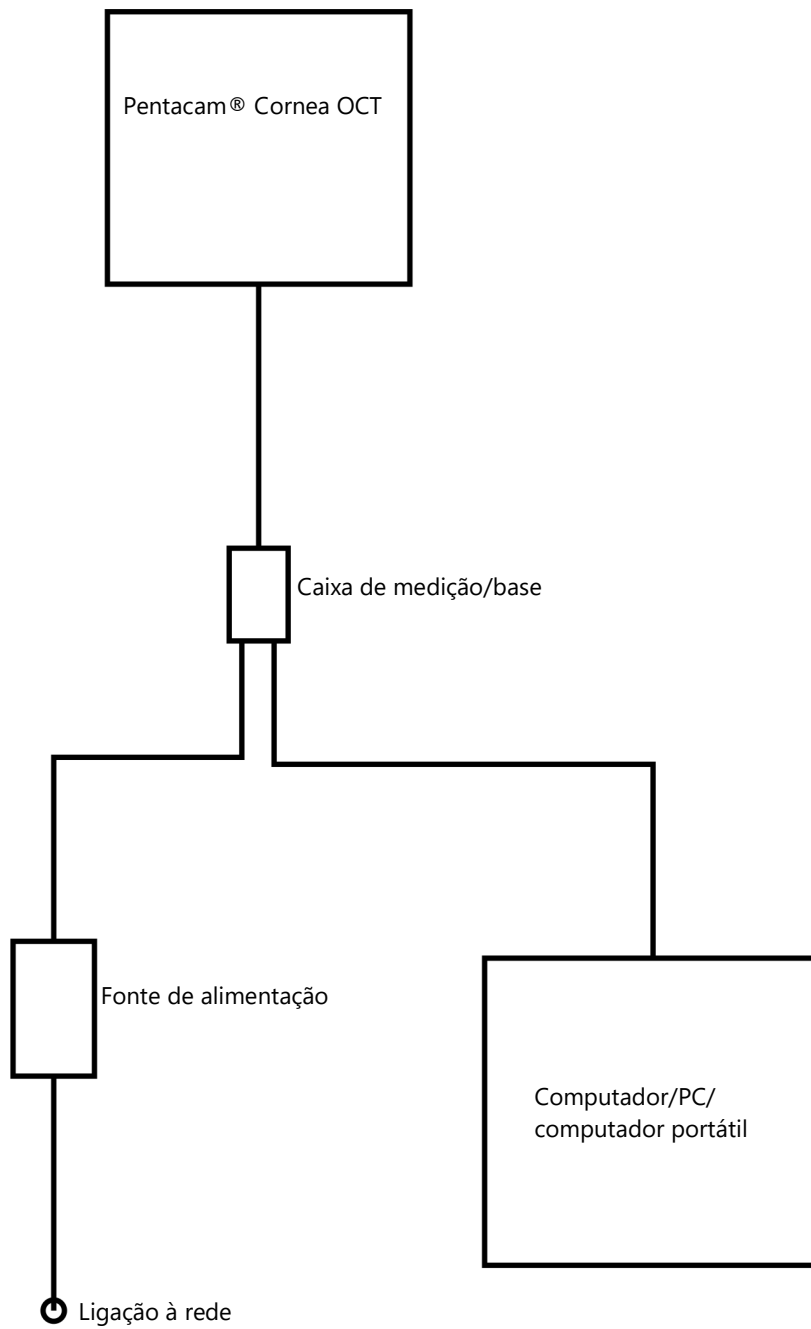 Pentacam® Cornea OCT
Caixa de medição/base
Fonte de alimentação
Computador/PC/
computador portátil
Ligação à rede